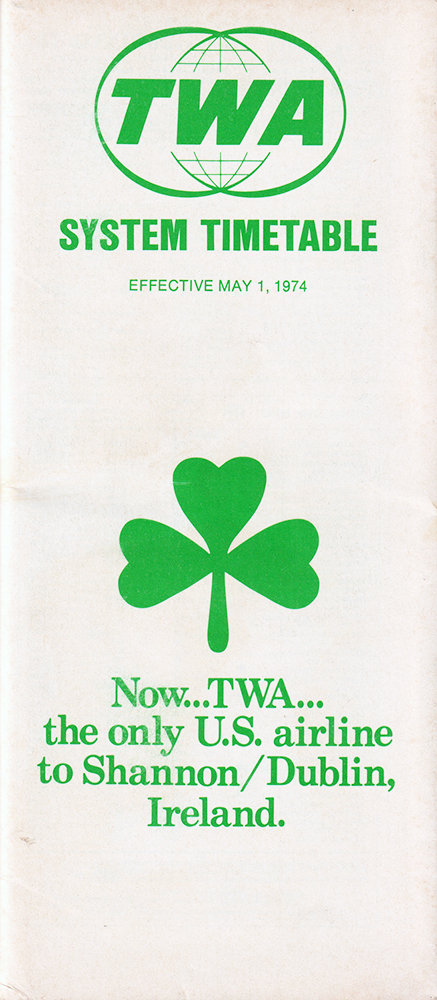 TWA
SYSTEM TIMETABLE
EFFECTIVE MAY 1, 1974
Now...TWA...
the only U.S. airline
to Shannon/Dublin,
Ireland.